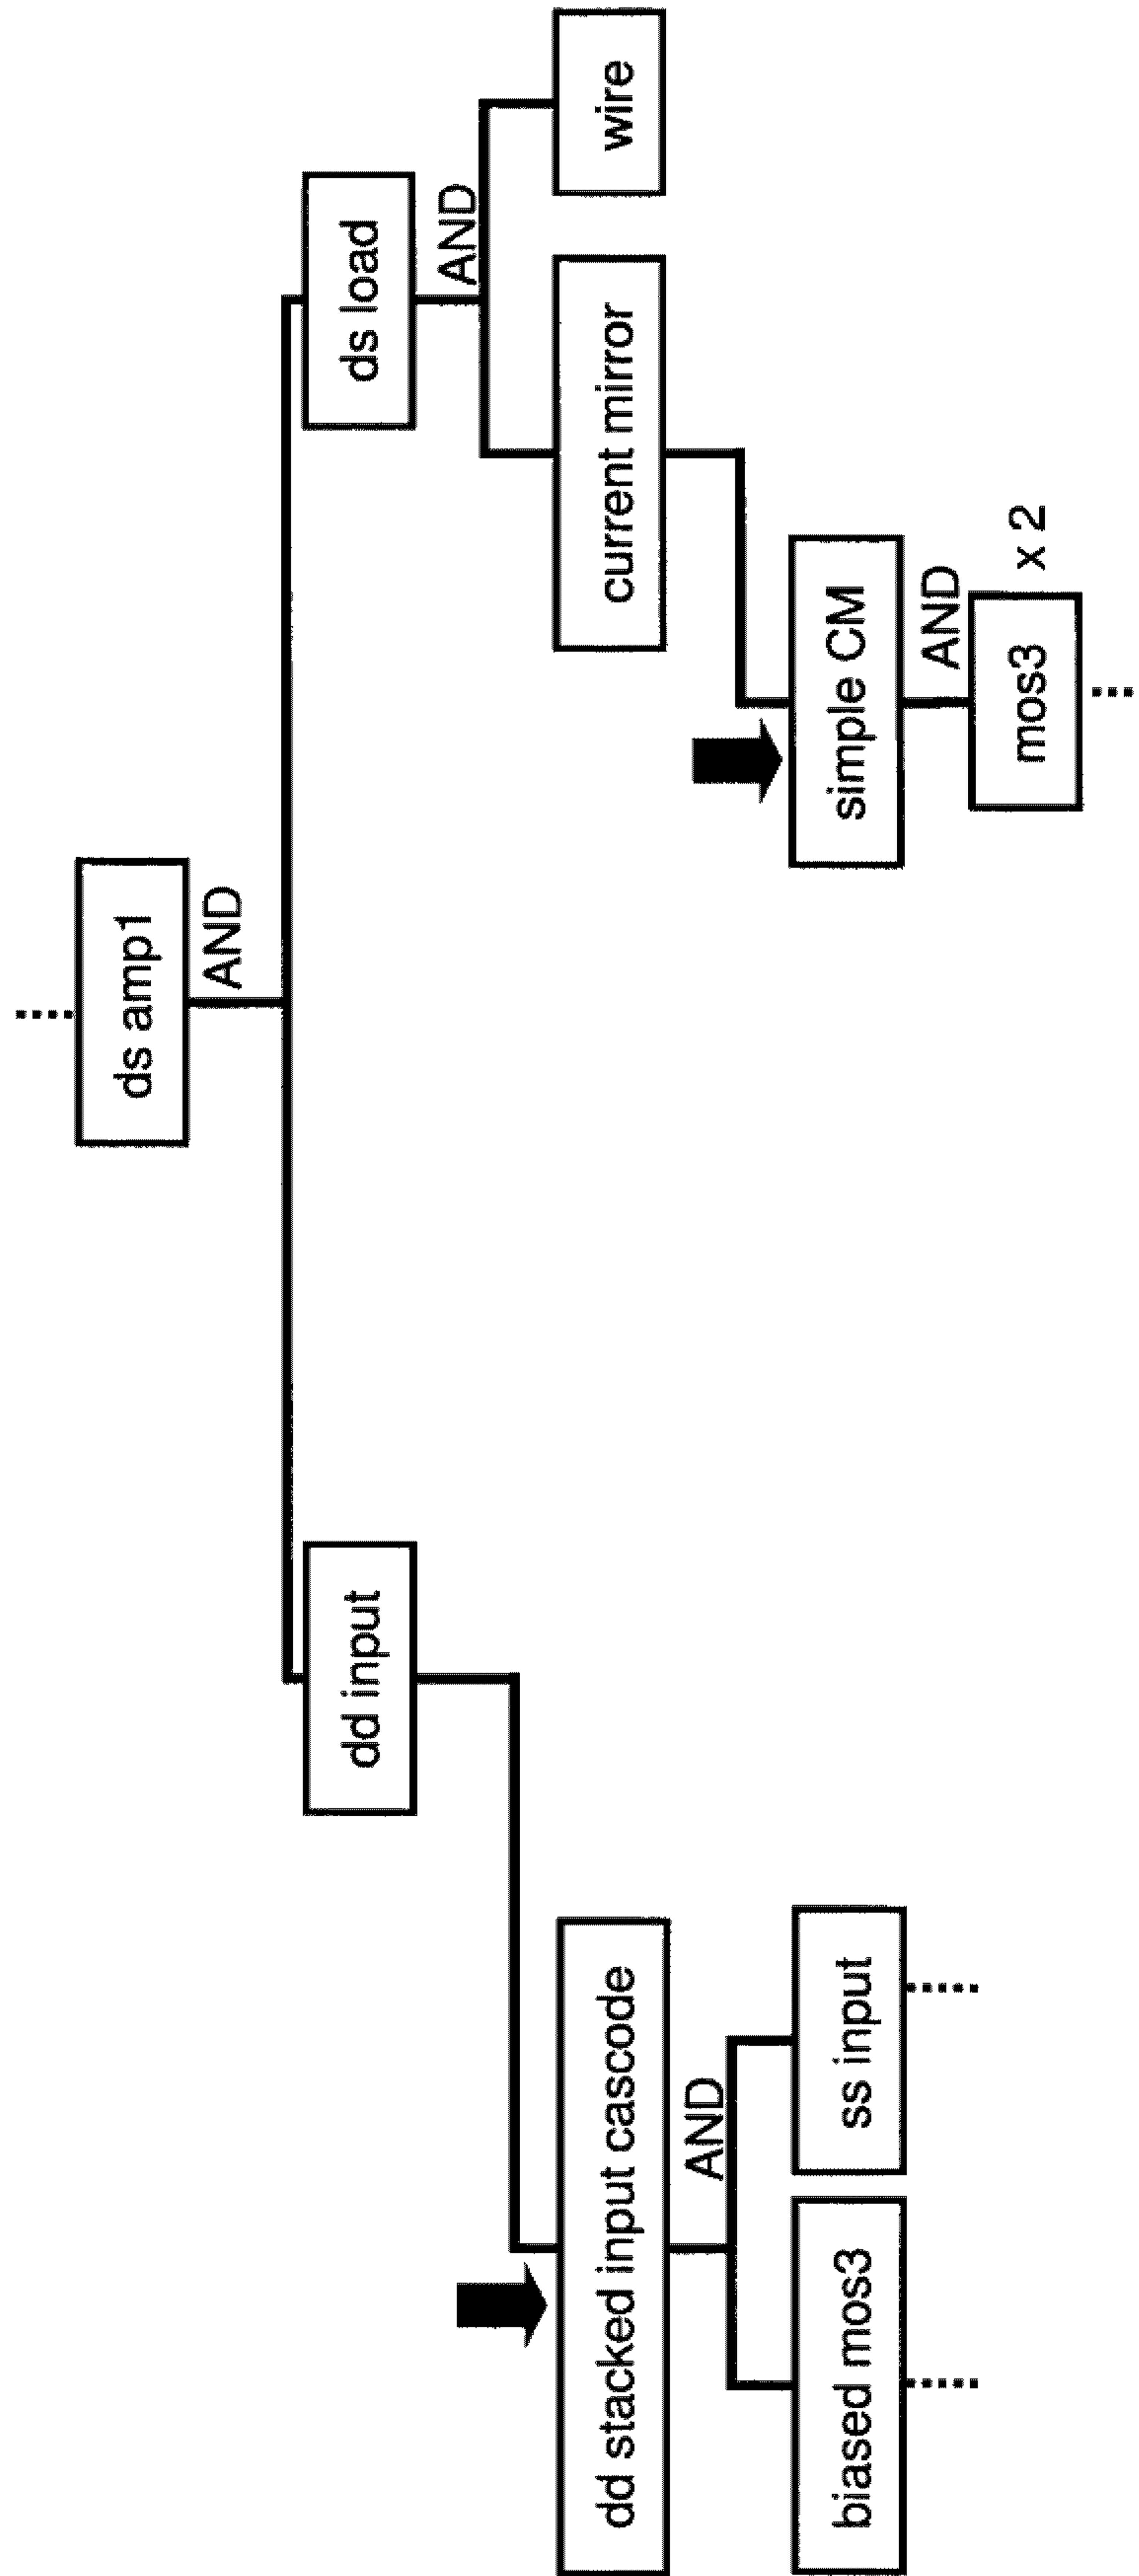 ds amp1
AND
dd input
ds load
AND
dd stacked input cascode
current mirror
wire
AND
biased mos3
ss input
simple CM
AND
mos3
x 2